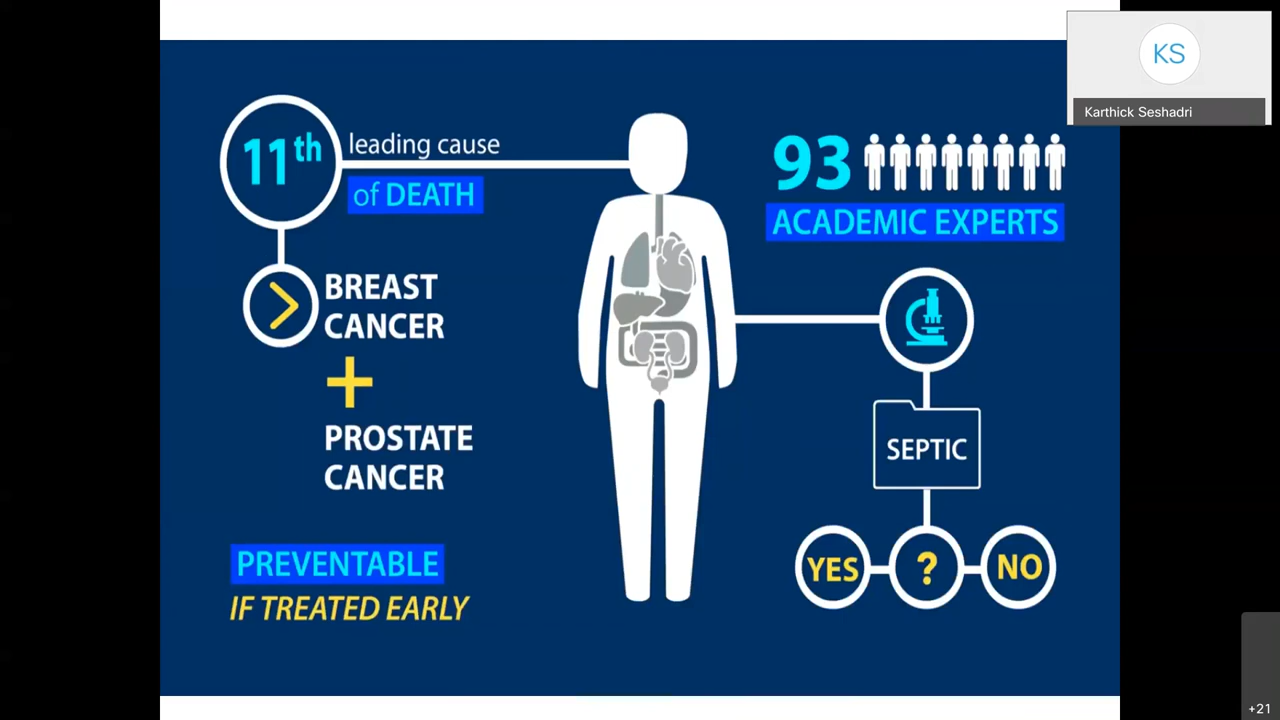 11th
leading cause
of DEATH
>
BREAST
CANCER
+
PROSTATE
CANCER
PREVENTABLE
IF TREATED EARLY
93
ACADEMIC EXPERTS
SEPTIC
YES
?
NO
KS
Karthick Seshadri
+21